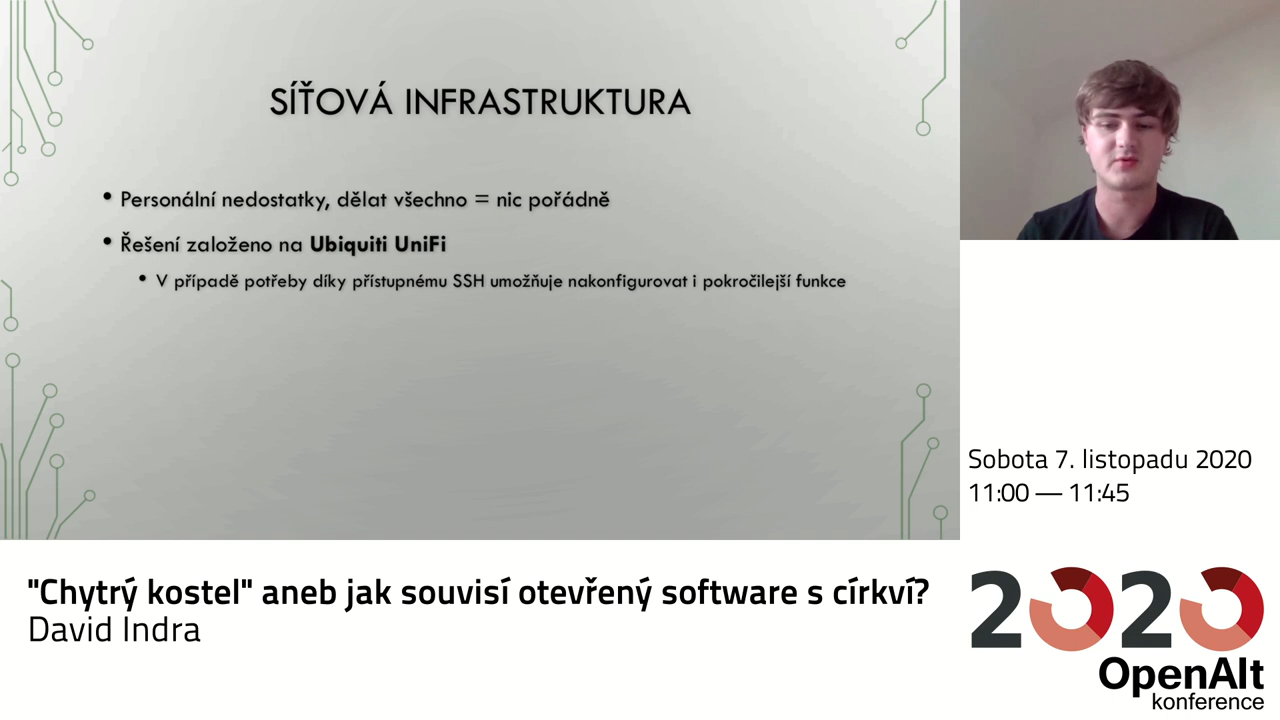 SÍŤOVÁ INFRASTRUKTURA
• Personální nedostatky, dělat všechno = nic pořádně
• Řešení založeno na Ubiquiti UniFi
• V případě potřeby díky přístupnému SSH umožňuje nakonfigurovat i pokročilejší funkce
Sobota 7. listopadu 2020
11:00 — 11:45
"Chytrý kostel" aneb jak souvisí otevřený software s církví?
David Indra
2020
OpenAlt
konference